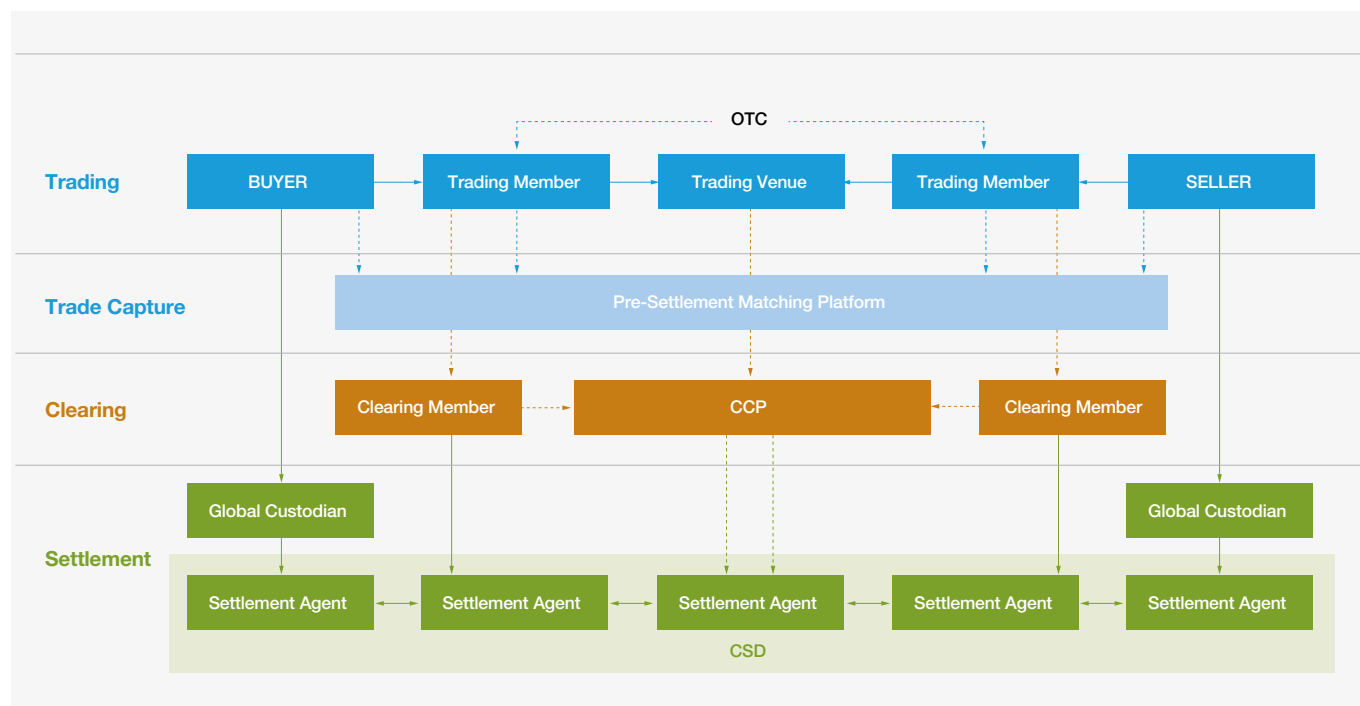 OTC
Trading
BUYER
Trading Member
Trading Venue
Trading Member
SELLER
Trade Capture
Pre-Settlement Matching Platform
Clearing
Clearing Member
CCP
Clearing Member
Global Custodian
Global Custodian
Settlement
Settlement Agent
Settlement Agent
Settlement Agent
Settlement Agent
Settlement Agent
CSD